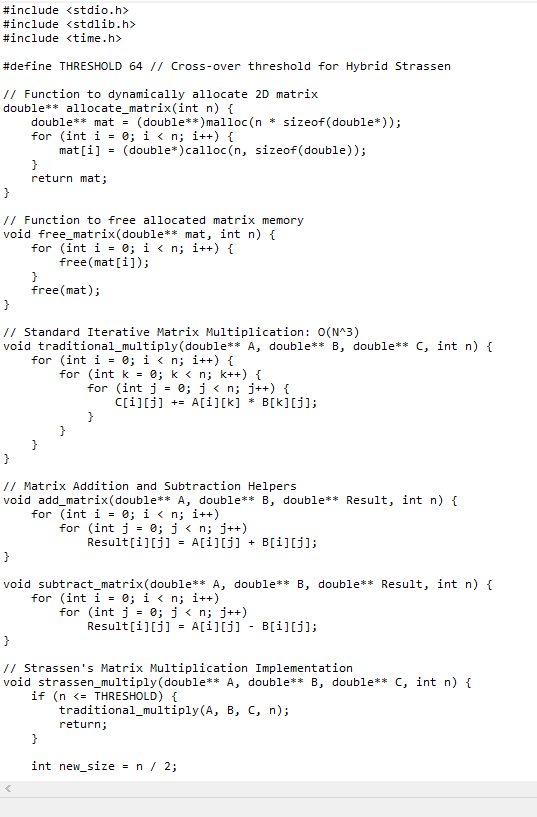 #include <stdio.h>
#include <stdlib.h>
#include <time.h>

#define THRESHOLD 64 // Cross-over threshold for Hybrid Strassen

// Function to dynamically allocate 2D matrix
double** allocate_matrix(int n) {
    double** mat = (double**)malloc(n * sizeof(double*));
    for (int i = 0; i < n; i++) {
        mat[i] = (double*)calloc(n, sizeof(double));
    }
    return mat;
}

// Function to free allocated matrix memory
void free_matrix(double** mat, int n) {
    for (int i = 0; i < n; i++) {
        free(mat[i]);
    }
    free(mat);
}

// Standard Iterative Matrix Multiplication: O(N^3)
void traditional_multiply(double** A, double** B, double** C, int n) {
    for (int i = 0; i < n; i++) {
        for (int k = 0; k < n; k++) {
            for (int j = 0; j < n; j++) {
                C[i][j] += A[i][k] * B[k][j];
            }
        }
    }
}

// Matrix Addition and Subtraction Helpers
void add_matrix(double** A, double** B, double** Result, int n) {
    for (int i = 0; i < n; i++)
        for (int j = 0; j < n; j++)
            Result[i][j] = A[i][j] + B[i][j];
}

void subtract_matrix(double** A, double** B, double** Result, int n) {
    for (int i = 0; i < n; i++)
        for (int j = 0; j < n; j++)
            Result[i][j] = A[i][j] - B[i][j];
}

// Strassen's Matrix Multiplication Implementation
void strassen_multiply(double** A, double** B, double** C, int n) {
    if (n <= THRESHOLD) {
        traditional_multiply(A, B, C, n);
        return;
    }

    int new_size = n / 2;